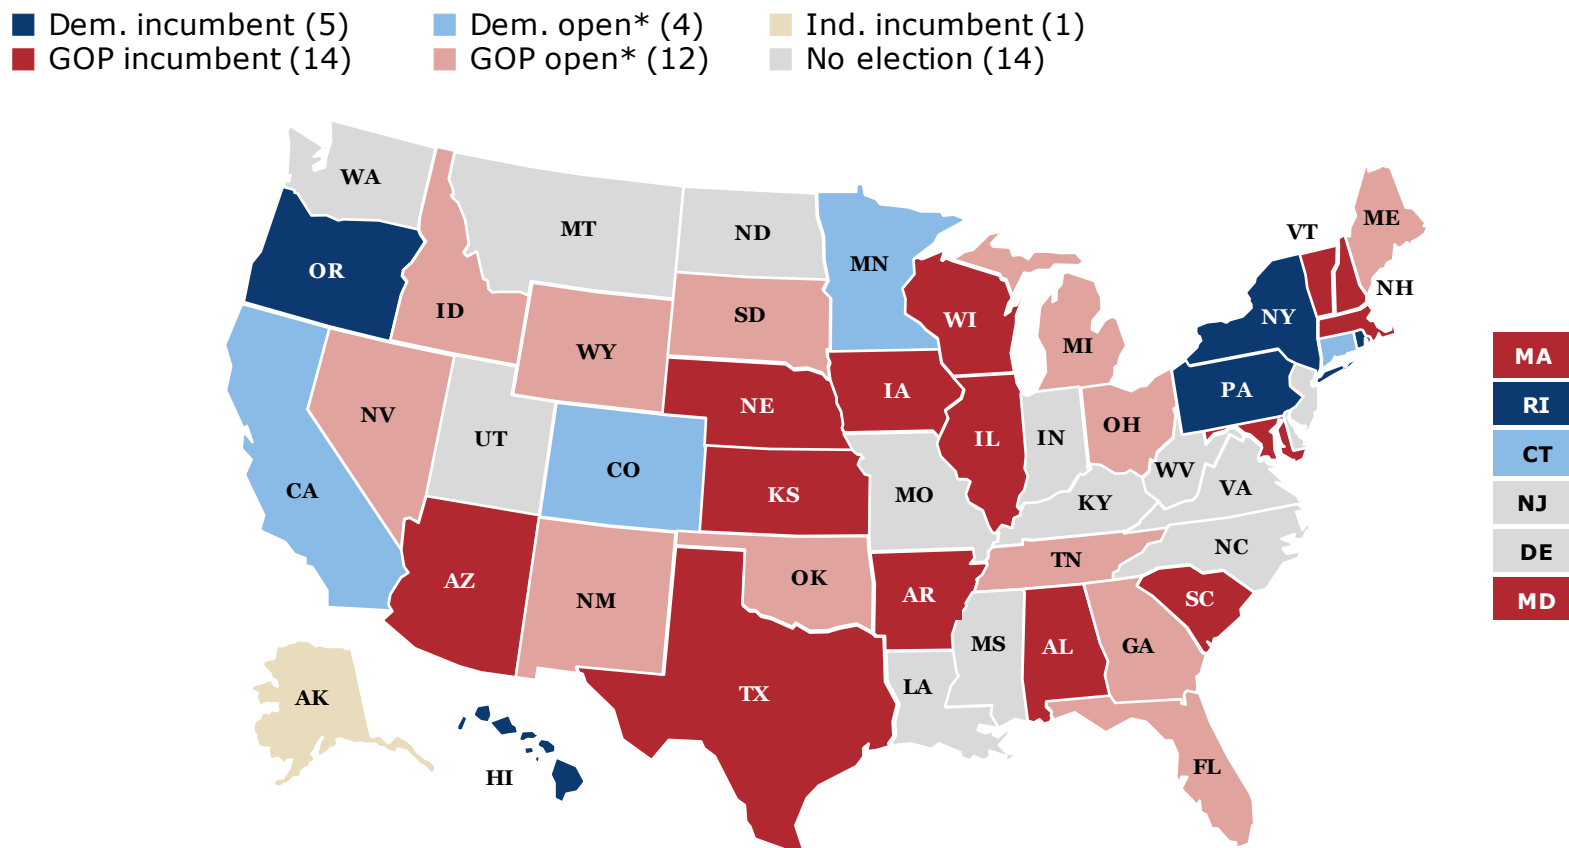 Dem. incumbent (5)
Dem. open* (4)
Ind. incumbent (1)
GOP incumbent (14)
GOP open* (12)
No election (14)
WA
MT
ND
MN
OR
ID
SD
WI
MI
VT
ME
NH
NY
WY
NE
IA
PA
MA
NV
UT
CO
IL
IN
OH
RI
CA
KS
MO
WV
VA
KY
CT
NJ
AZ
NM
OK
AR
TN
NC
SC
DE
MD
TX
LA
MS
AL
GA
AK
HI
FL